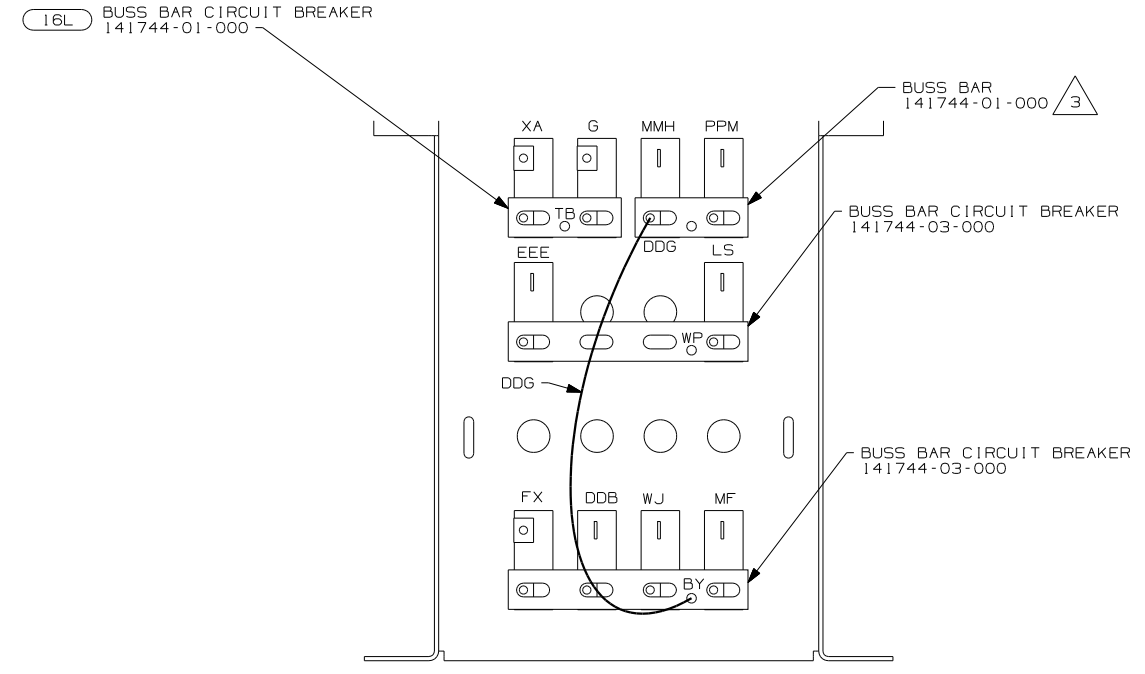 16L
BUSS BAR CIRCUIT BREAKER
141744-01-000
BUSS BAR
141744-01-000
3
XA G MMH PPM
BUSS BAR CIRCUIT BREAKER
141744-03-000
TB
DDG
EEE LS
WP
DDG
BUSS BAR CIRCUIT BREAKER
141744-03-000
FX DDB WJ MF
BY